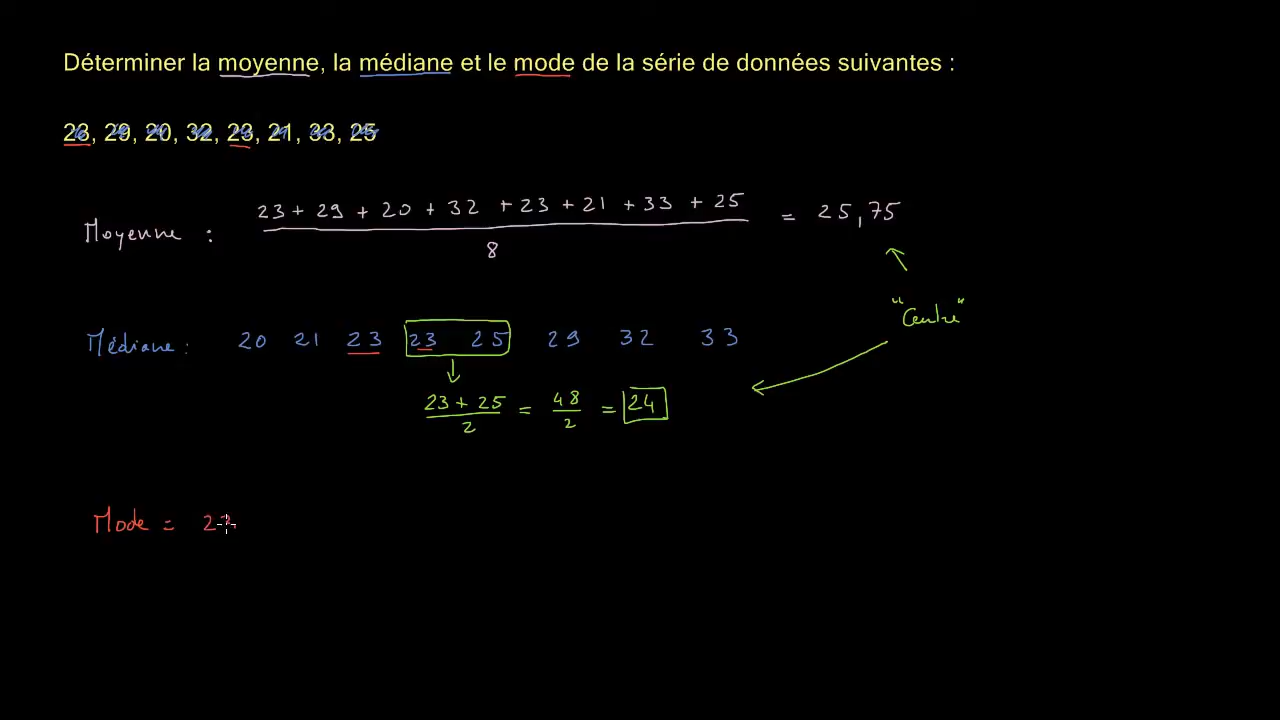 Déterminer la moyenne, la médiane et le mode de la série de données suivantes :
23, 29, 20, 32, 23, 21, 33, 25
23 + 29 + 20 + 32 + 23 + 21 + 33 + 25
Moyenne : = 25,75
8
"Centre"
Médiane : 20 21 23 23 25 29 32 33
23 + 25 / 2 = 48 / 2 = 24
Mode = 23